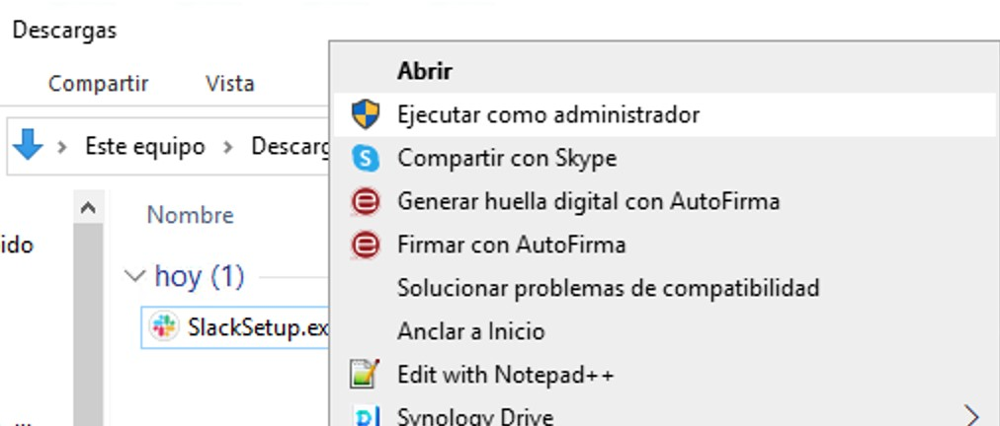 Descargas
Compartir Vista
Este equipo Descarg
Nombre
ido
hoy (1)
SlackSetup.ex
Abrir
Ejecutar como administrador
Compartir con Skype
Generar huella digital con AutoFirma
Firmar con AutoFirma
Solucionar problemas de compatibilidad
Anclar a Inicio
Edit with Notepad++
Synology Drive